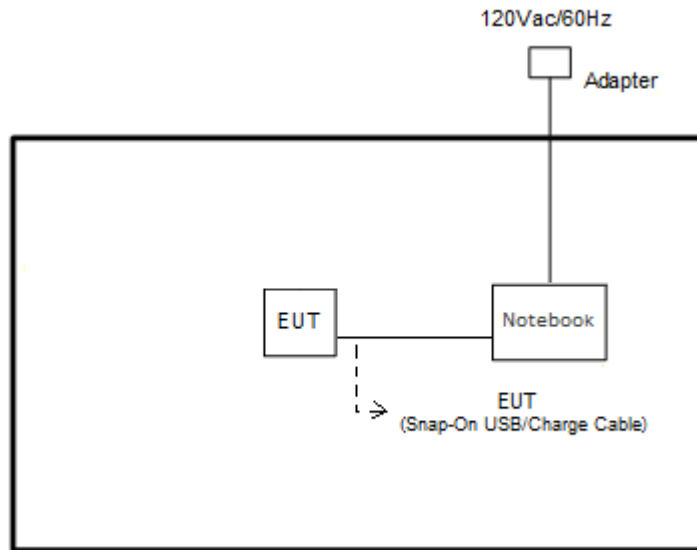 120Vac/60Hz
Adapter
EUT
Notebook
EUT
(Snap-On USB/Charge Cable)